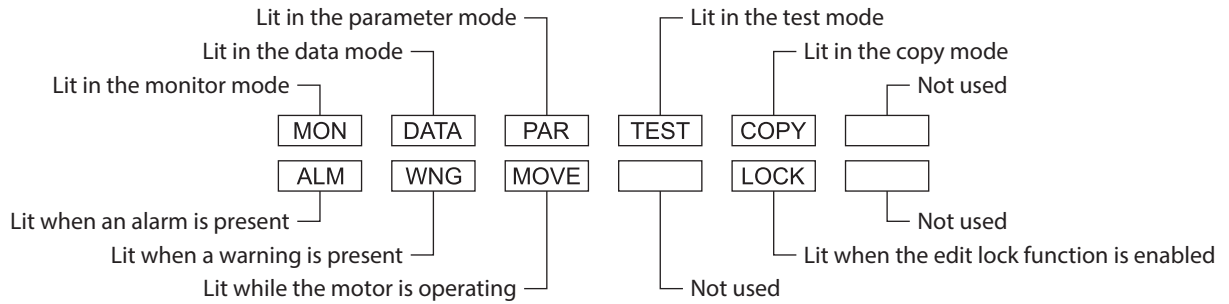 Lit in the parameter mode
Lit in the test mode
Lit in the data mode
Lit in the copy mode
Lit in the monitor mode
Not used
MON DATA PAR TEST COPY
ALM WNG MOVE LOCK
Lit when an alarm is present
Not used
Lit when a warning is present
Lit when the edit lock function is enabled
Lit while the motor is operating
Not used